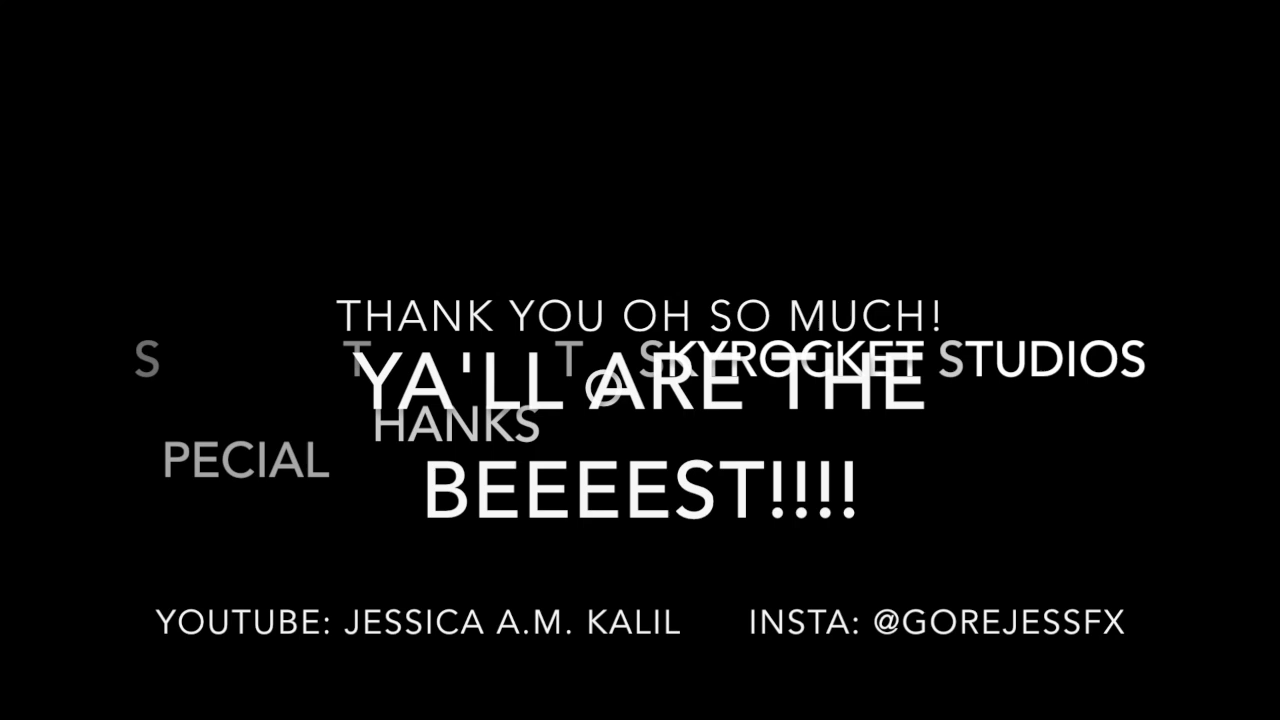 THANK YOU OH SO MUCH!
S T T SKYROCKET STUDIOS
YA'LL ARE THE
O
HANKS
PECIAL
BEEEEST!!!!
YOUTUBE: JESSICA A.M. KALIL INSTA: @GOREJESSFX